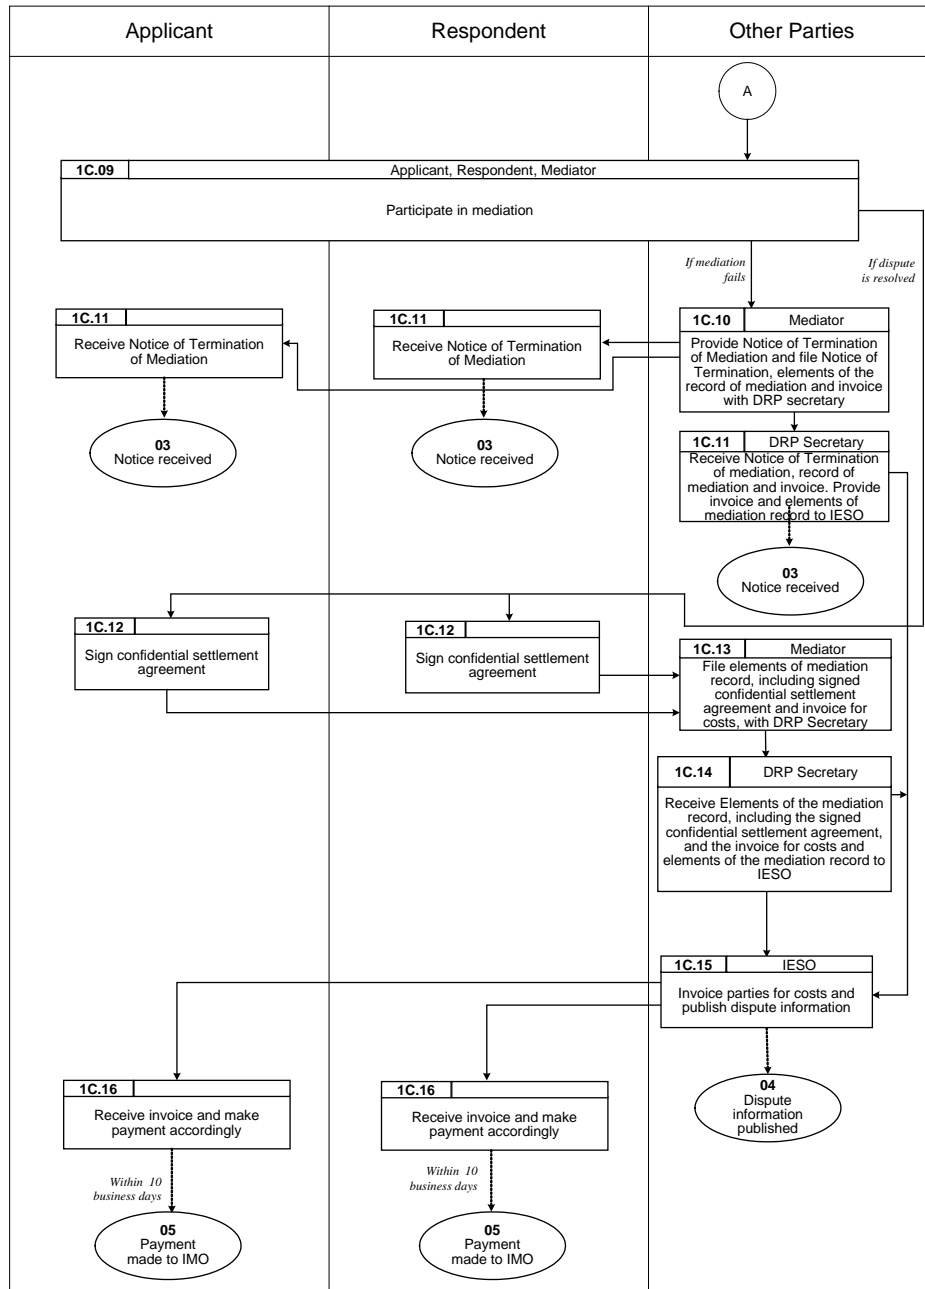 Applicant
Respondent
Other Parties
A
1C.09
Applicant, Respondent, Mediator
Participate in mediation
If mediation
fails
If dispute
is resolved
1C.11
Receive Notice of Termination
of Mediation
1C.11
Receive Notice of Termination
of Mediation
1C.10
Mediator
Provide Notice of Termination
of Mediation and file Notice of
Termination, elements of the
record of mediation and invoice
with DRP secretary
03
Notice received
03
Notice received
1C.11
DRP Secretary
Receive Notice of Termination
of mediation, record of
mediation and invoice. Provide
invoice and elements of
mediation record to IESO
03
Notice received
1C.12
Sign confidential settlement
agreement
1C.12
Sign confidential settlement
agreement
1C.13
Mediator
File elements of mediation
record, including signed
confidential settlement
agreement and invoice for
costs, with DRP Secretary
1C.14
DRP Secretary
Receive Elements of the mediation
record, including the signed
confidential settlement agreement,
and the invoice for costs and
elements of the mediation record to
IESO
1C.15
IESO
Invoice parties for costs and
publish dispute information
1C.16
Receive invoice and make
payment accordingly
1C.16
Receive invoice and make
payment accordingly
04
Dispute
information
published
Within 10
business days
Within 10
business days
05
Payment
made to IMO
05
Payment
made to IMO